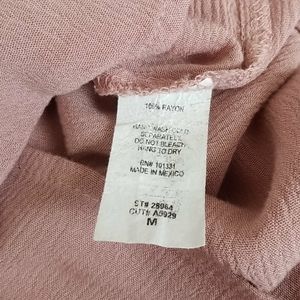 100% RAYON
HAND WASH COLD
SEPARATELY
DO NOT BLEACH
HANG TO DRY
RN# 101331
MADE IN MEXICO
ST# 28964
CUT# A5929
M